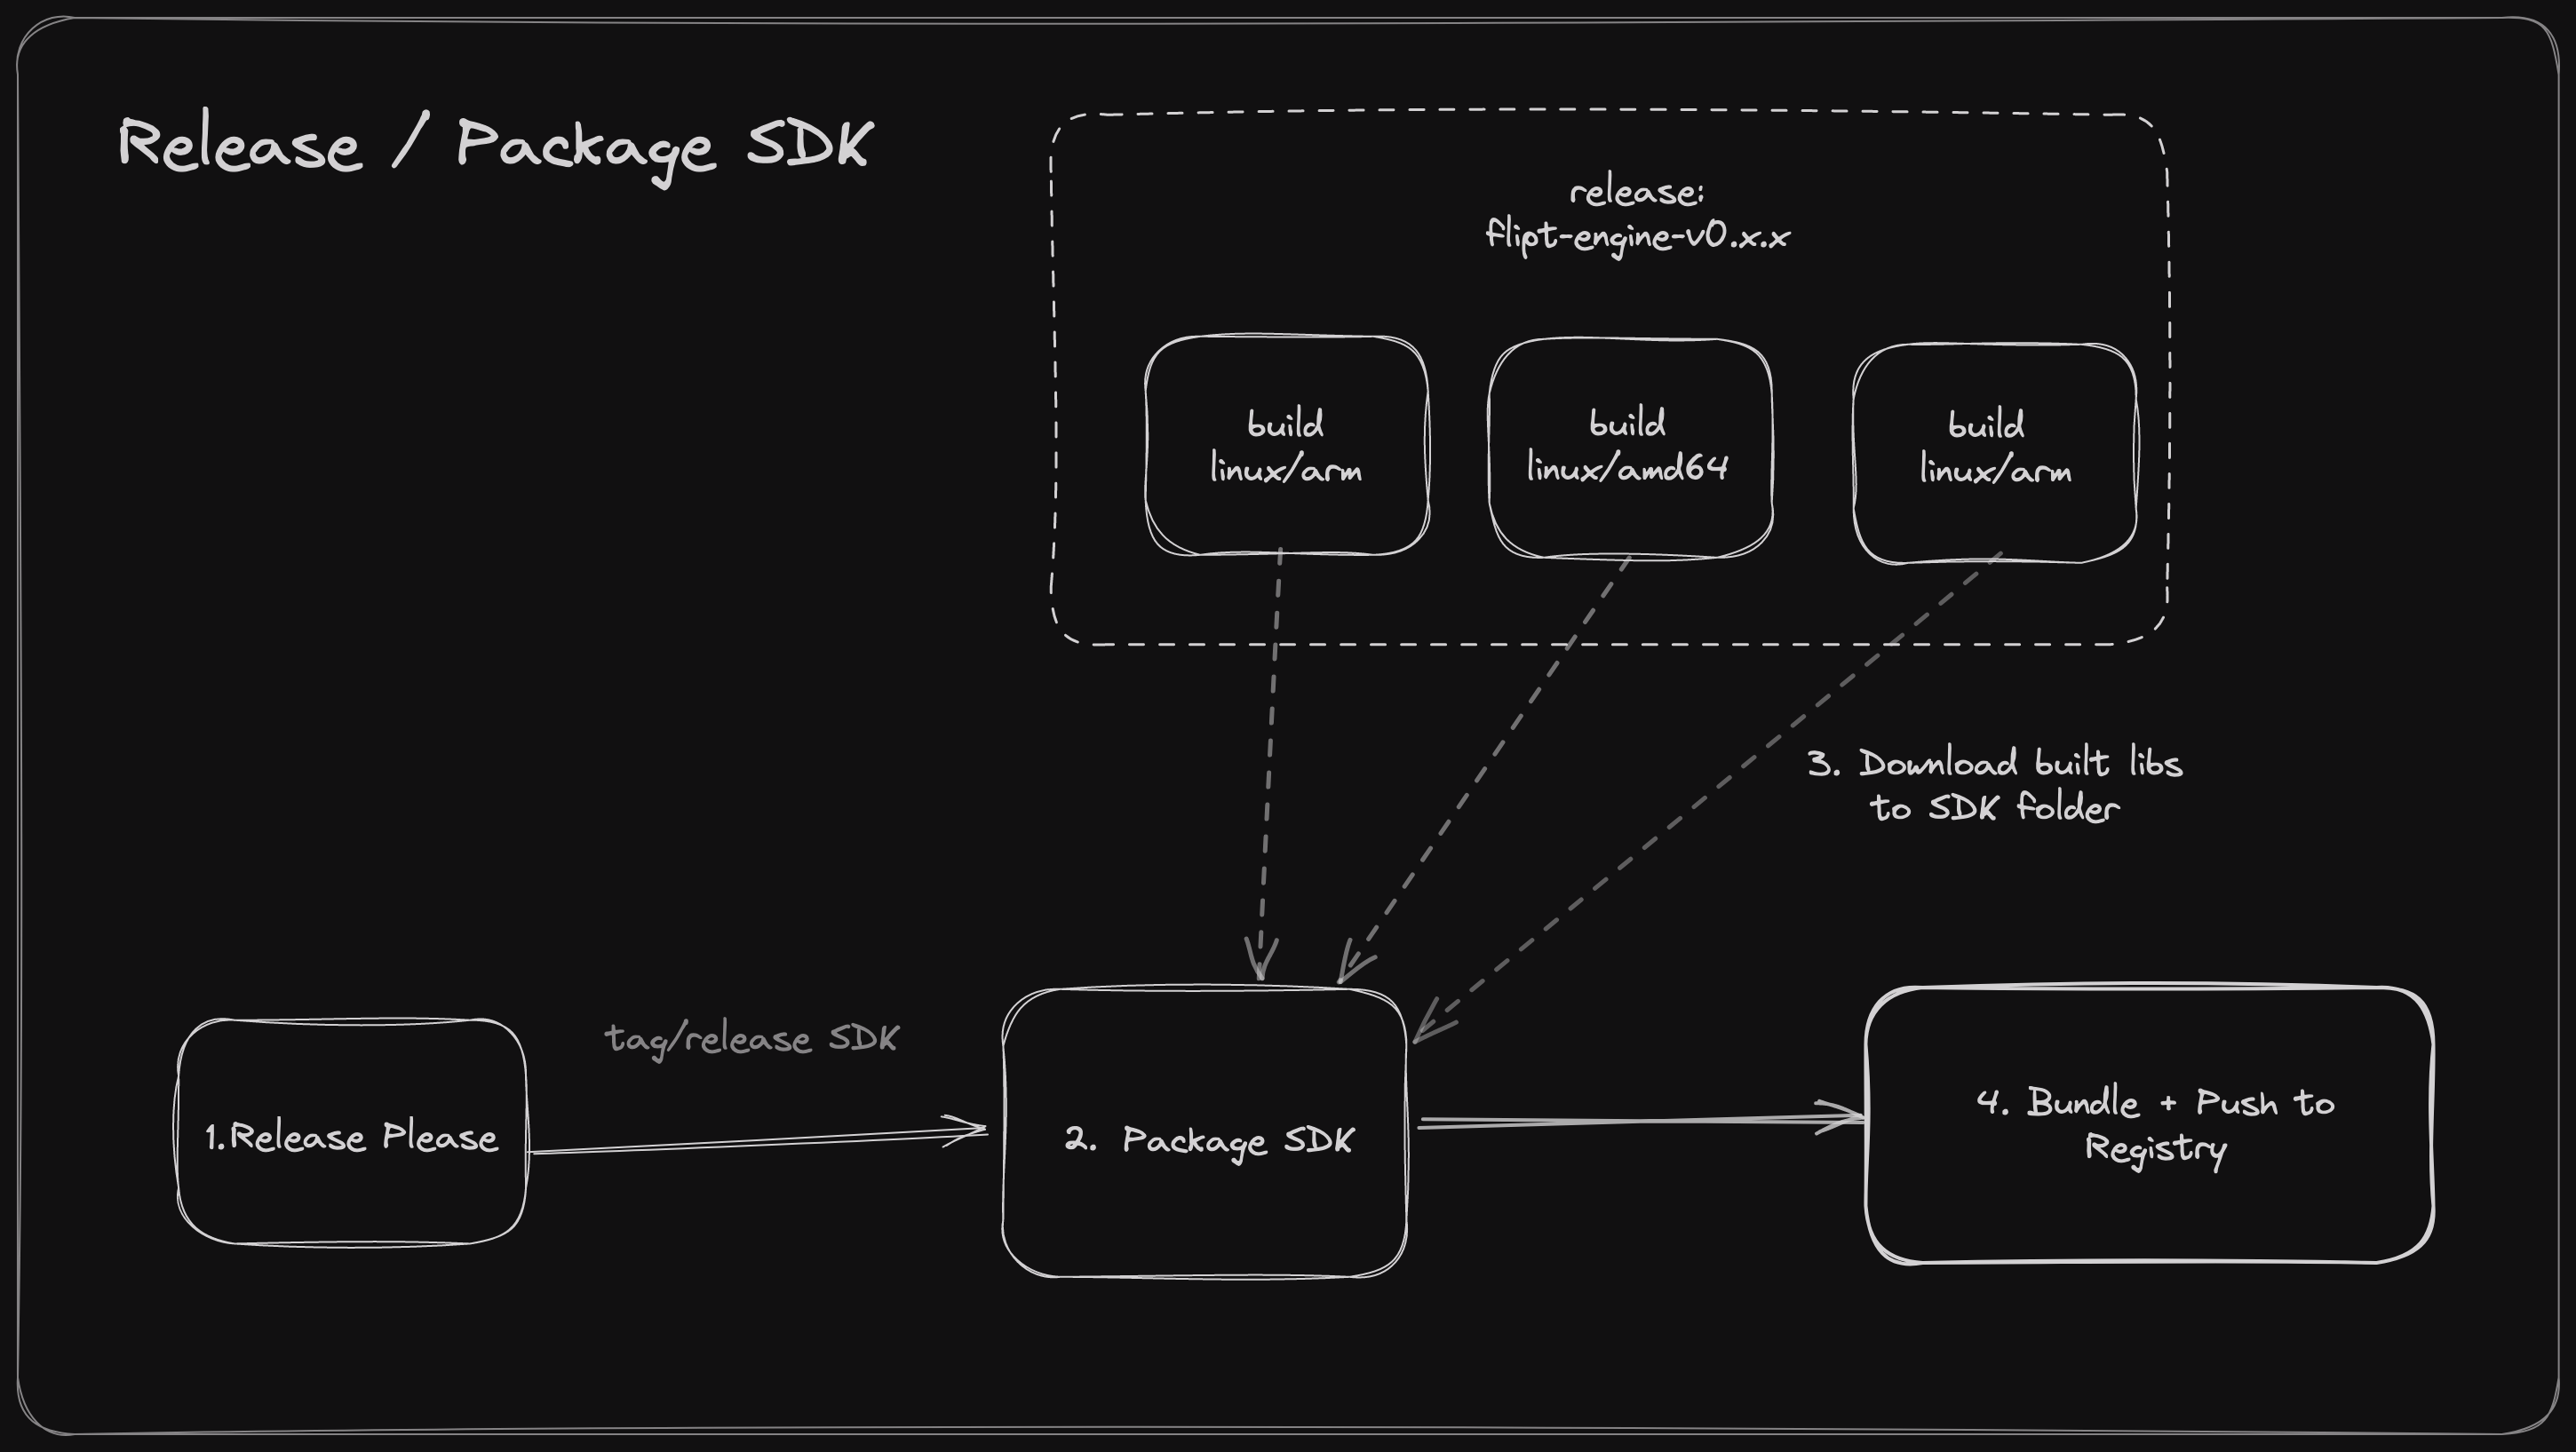 Release / Package SDK
release:
flipt-engine-v0.x.x
build
linux/arm
build
linux/amd64
build
linux/arm
3. Download built libs
to SDK folder
tag/release SDK
1.Release Please
2. Package SDK
4. Bundle + Push to
Registry